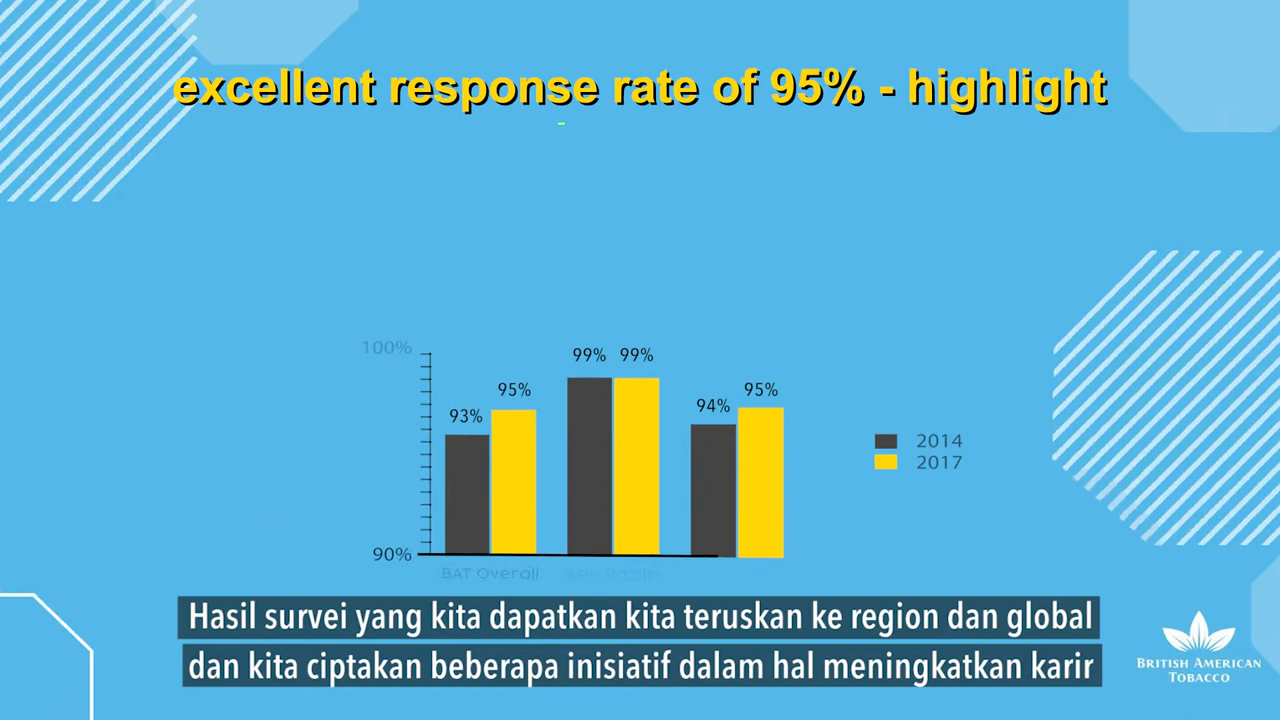 excellent response rate of 95% - highlight
100%
99% 99%
95% 95%
93% 94%
2014
2017
90%
BAT Overall
Hasil survei yang kita dapatkan kita teruskan ke region dan global
dan kita ciptakan beberapa inisiatif dalam hal meningkatkan karir
BRITISH AMERICAN
TOBACCO